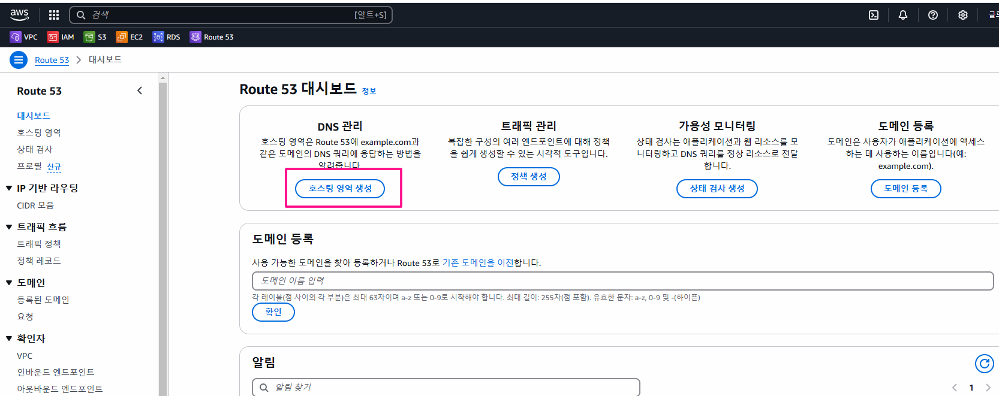 aws
검색
[알트+S]
글로
VPC
IAM
S3
EC2
RDS
Route 53
Route 53
대시보드
Route 53
대시보드
호스팅 영역
상태 검사
프로필 신규
IP 기반 라우팅
CIDR 모음
트래픽 흐름
트래픽 정책
정책 레코드
도메인
등록된 도메인
요청
확인자
VPC
인바운드 엔드포인트
아웃바운드 엔드포인트
Route 53 대시보드 정보
DNS 관리
호스팅 영역은 Route 53에 example.com과
같은 도메인의 DNS 쿼리에 응답하는 방법을
알려줍니다.
호스팅 영역 생성
트래픽 관리
복잡한 구성의 여러 엔드포인트에 대해 정책
을 쉽게 생성할 수 있는 시각적 도구입니다.
정책 생성
가용성 모니터링
상태 검사는 애플리케이션과 웹 리소스를 모
니터링하고 DNS 쿼리를 정상 리소스로 전달
합니다.
상태 검사 생성
도메인 등록
도메인은 사용자가 애플리케이션에 액세스
하는 데 사용하는 이름입니다(예:
example.com).
도메인 등록
도메인 등록
사용 가능한 도메인을 찾아 등록하거나 Route 53로 기존 도메인을 이전합니다.
도메인 이름 입력
각 레이블(점 사이의 각 부분)은 최대 63자이며 a-z 또는 0-9로 시작해야 합니다. 최대 길이: 255자(점 포함). 유효한 문자: a-z, 0-9 및 -(하이픈)
확인
알림
알림 찾기
1